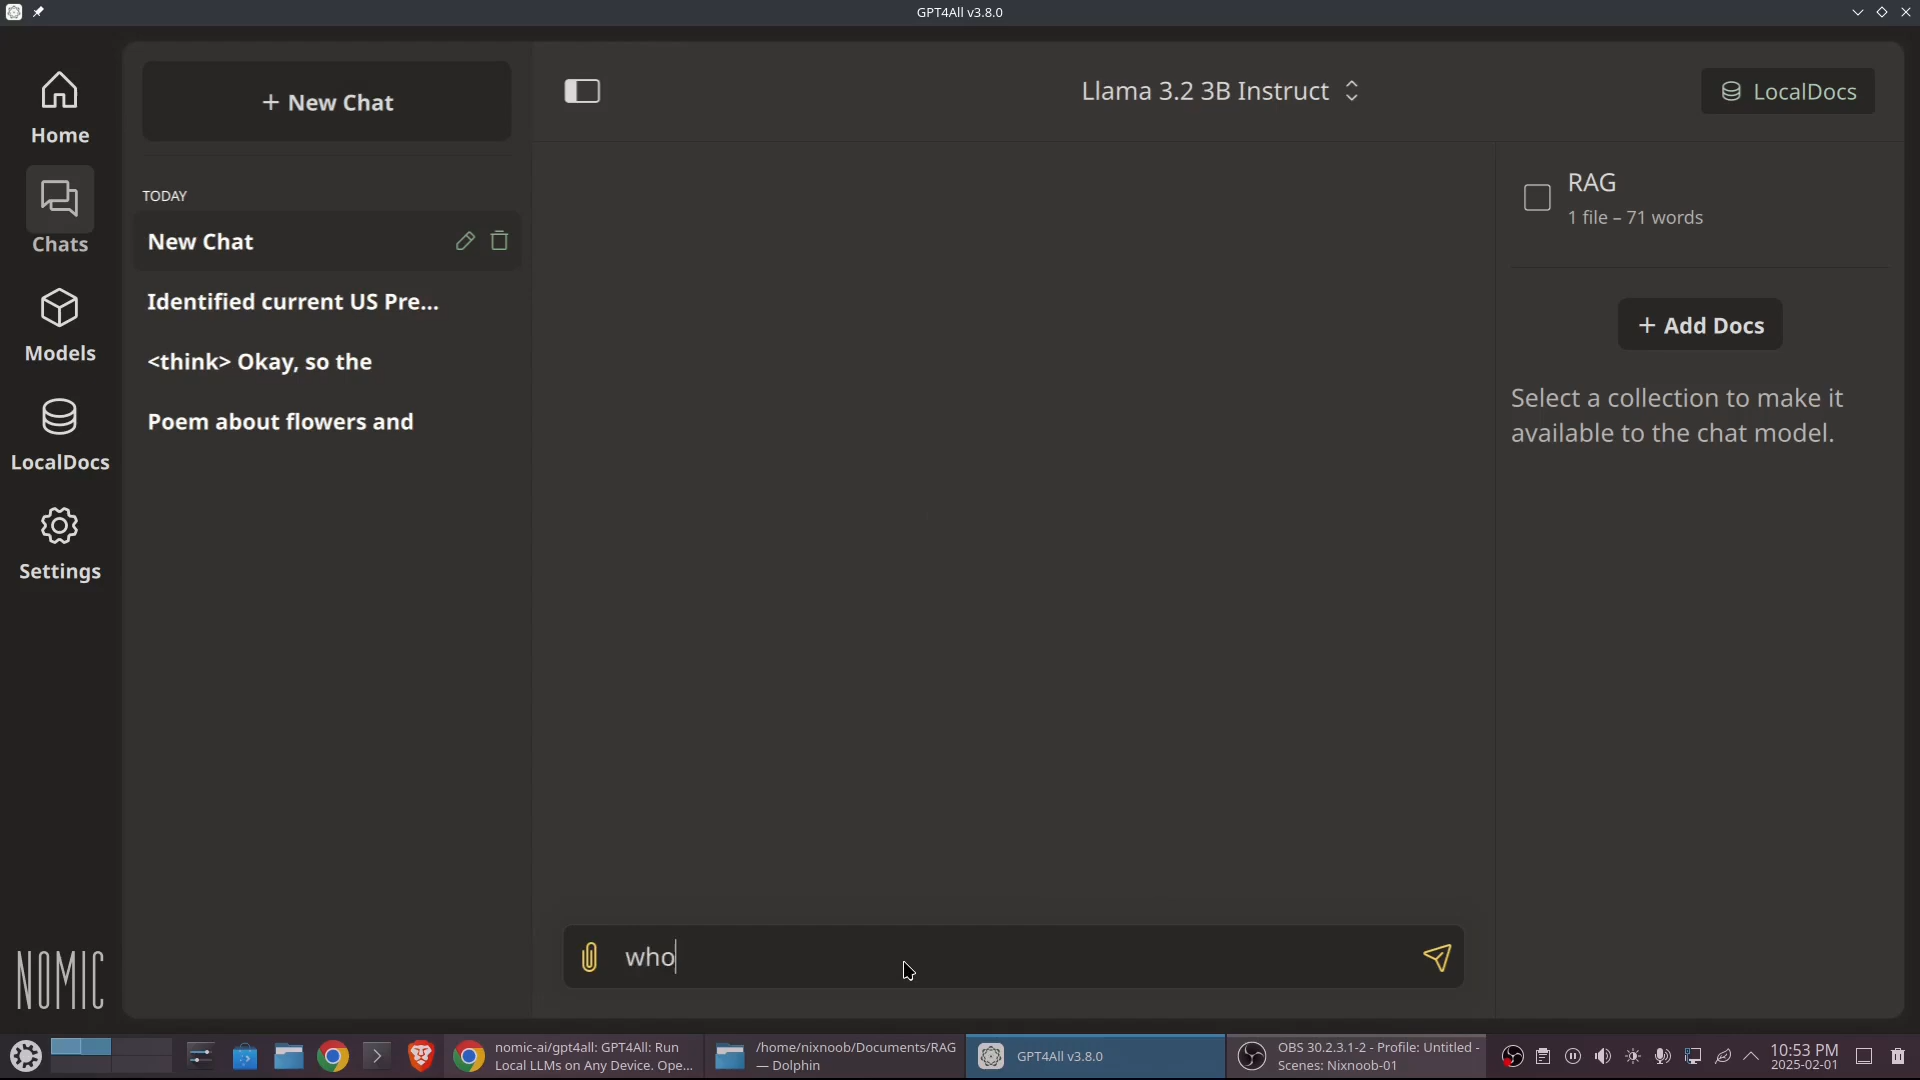 GPT4All v3.8.0
Home
Chats
Models
LocalDocs
Settings
NOMIC
+ New Chat
TODAY
New Chat
Identified current US Pre...
<think> Okay, so the
Poem about flowers and
Llama 3.2 3B Instruct
LocalDocs
RAG
1 file – 71 words
+ Add Docs
Select a collection to make it
available to the chat model.
who
nomic-ai/gpt4all: GPT4All: Run
Local LLMs on Any Device. Ope...
/home/nixnoob/Documents/RAG
— Dolphin
GPT4All v3.8.0
OBS 30.2.3.1-2 - Profile: Untitled -
Scenes: Nixnoob-01
10:53 PM
2025-02-01